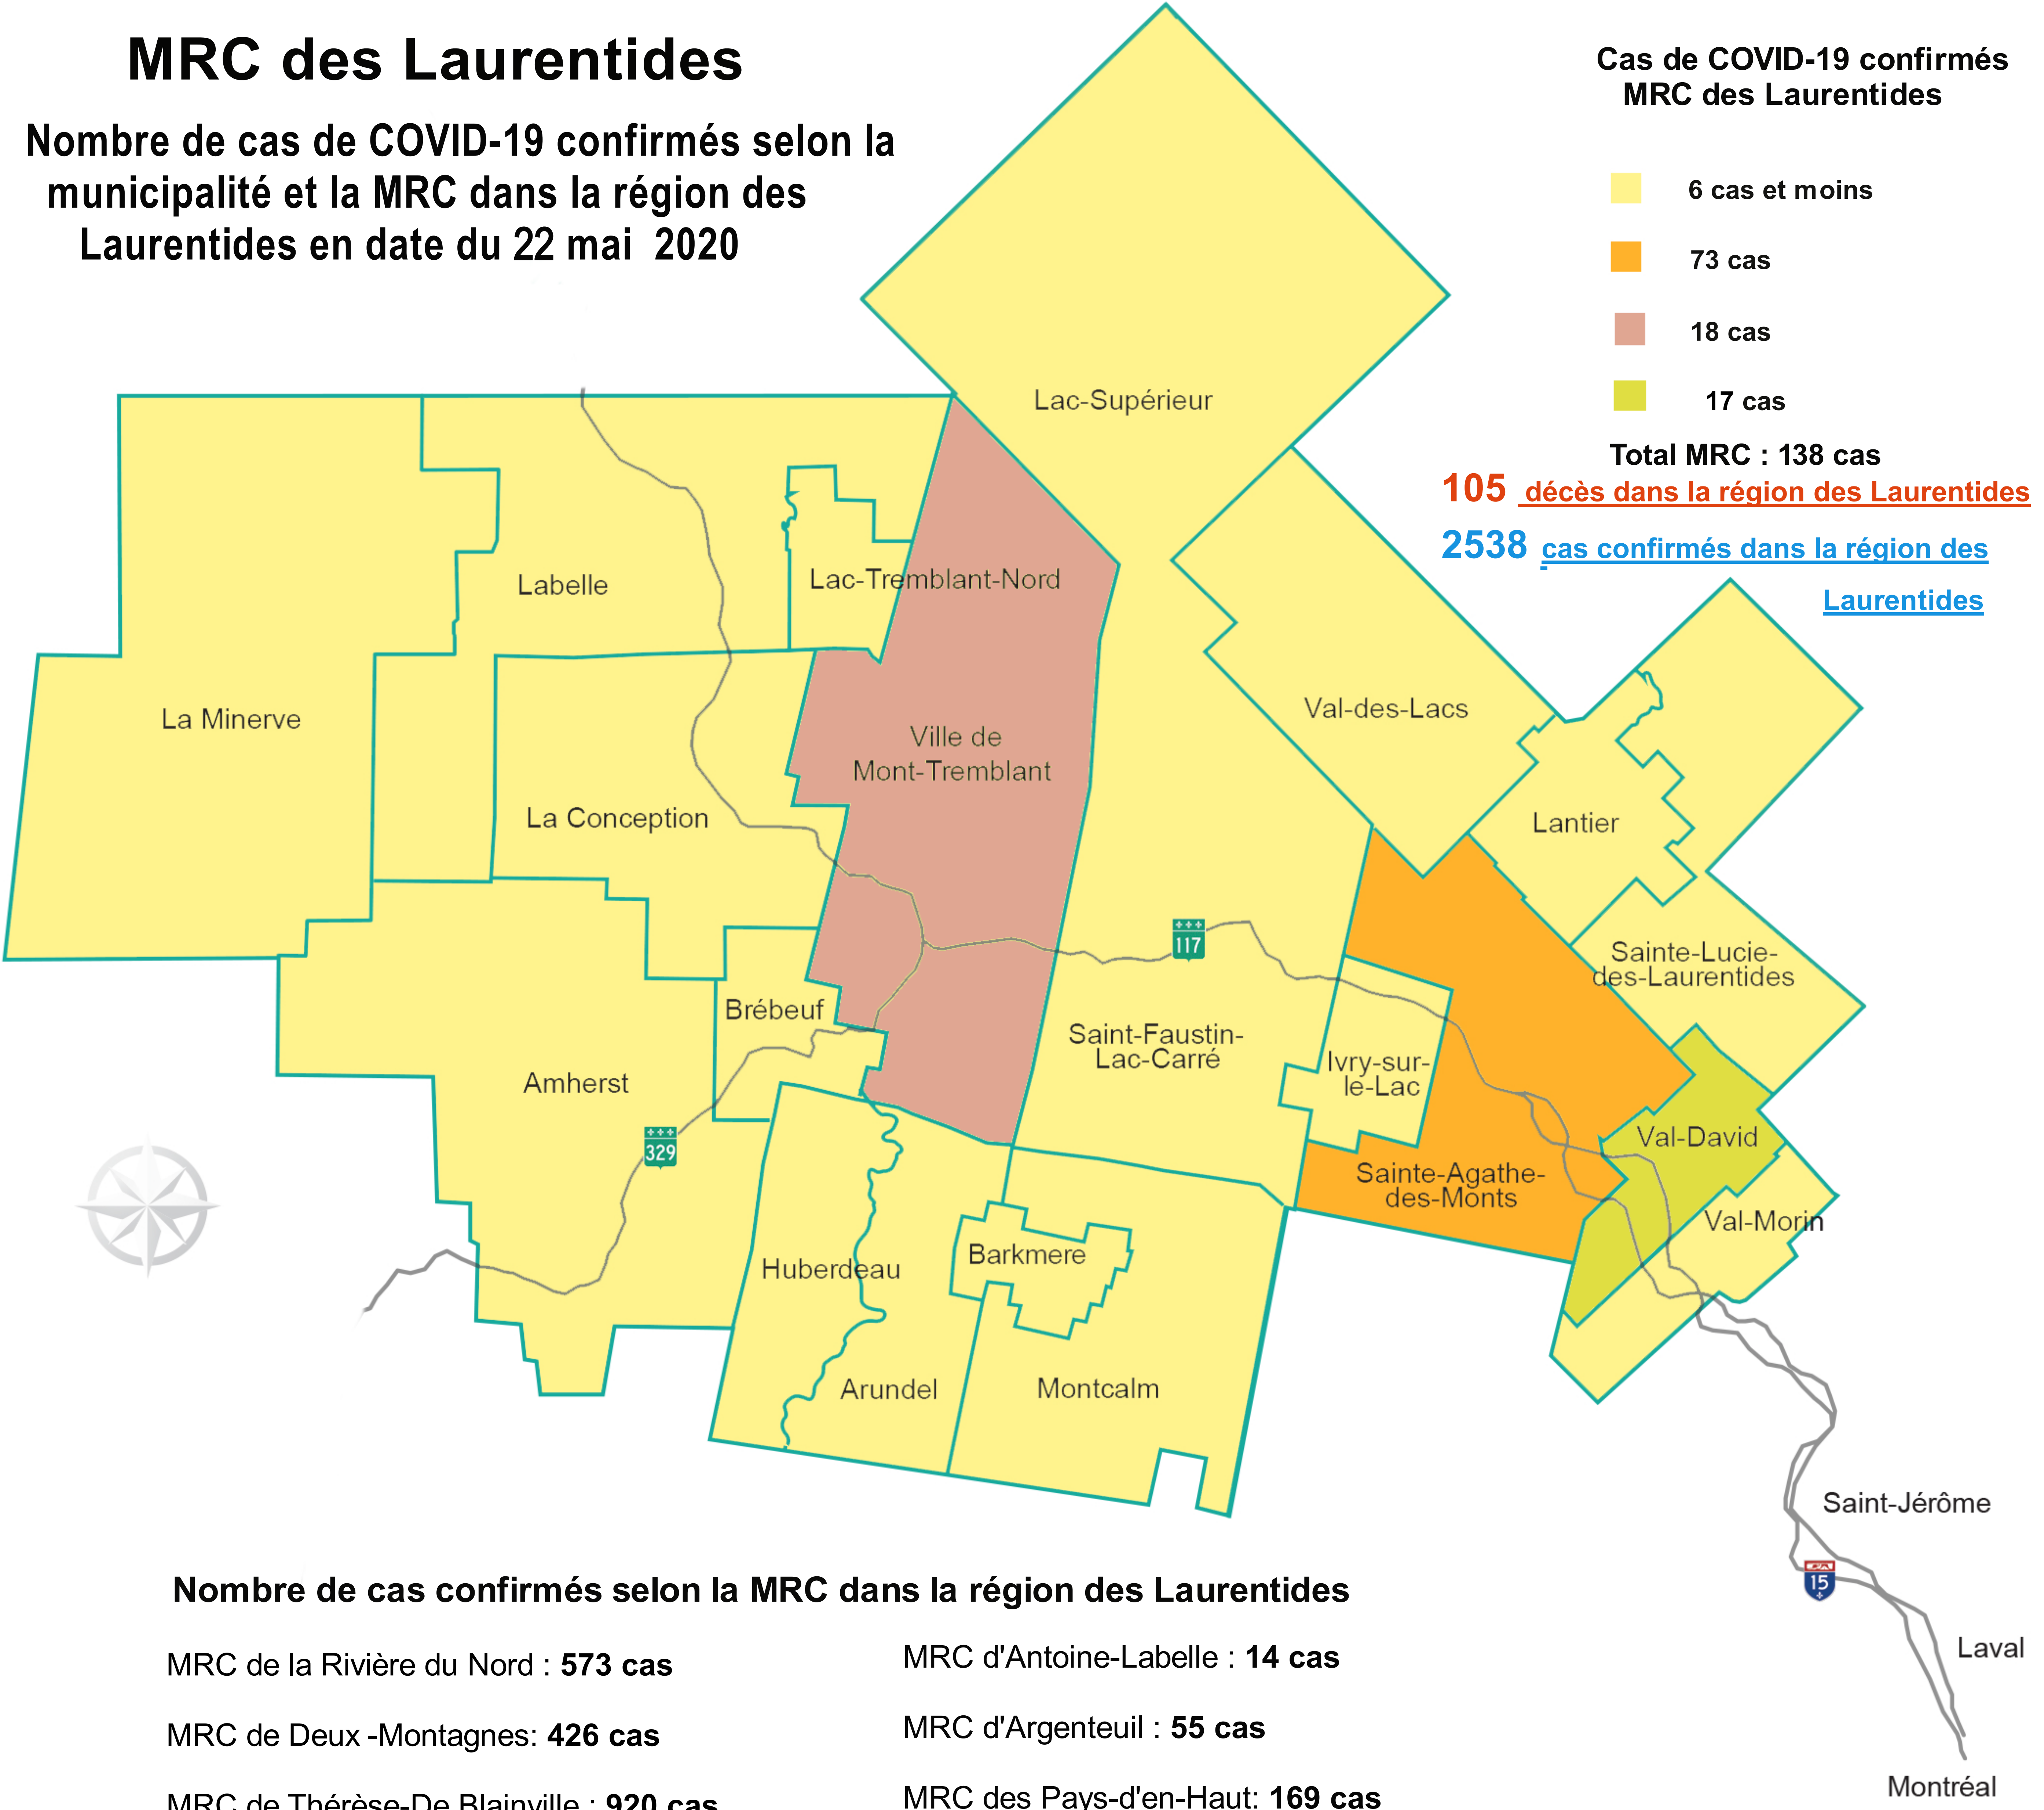 MRC des Laurentides
Nombre de cas de COVID-19 confirmés selon la
municipalité et la MRC dans la région des
Laurentides en date du 22 mai 2020
Cas de COVID-19 confirmés
MRC des Laurentides
6 cas et moins
73 cas
18 cas
17 cas
Total MRC : 138 cas
105 décès dans la région des Laurentides
2538 cas confirmés dans la région des
Laurentides
Lac-Supérieur
Labelle
Lac-Tremblant-Nord
La Minerve
Ville de
Mont-Tremblant
Val-des-Lacs
La Conception
Lantier
117
Sainte-Lucie-
des-Laurentides
Brébeuf
Saint-Faustin-
Lac-Carré
Ivry-sur-
le-Lac
Amherst
329
Val-David
Sainte-Agathe-
des-Monts
Val-Morin
Huberdeau
Barkmere
Arundel
Montcalm
Saint-Jérôme
15
Laval
Montréal
Nombre de cas confirmés selon la MRC dans la région des Laurentides
MRC de la Rivière du Nord : 573 cas
MRC de Deux -Montagnes: 426 cas
MRC de Thérèse-De Blainville : 920 cas
MRC d'Antoine-Labelle : 14 cas
MRC d'Argenteuil : 55 cas
MRC des Pays-d'en-Haut: 169 cas